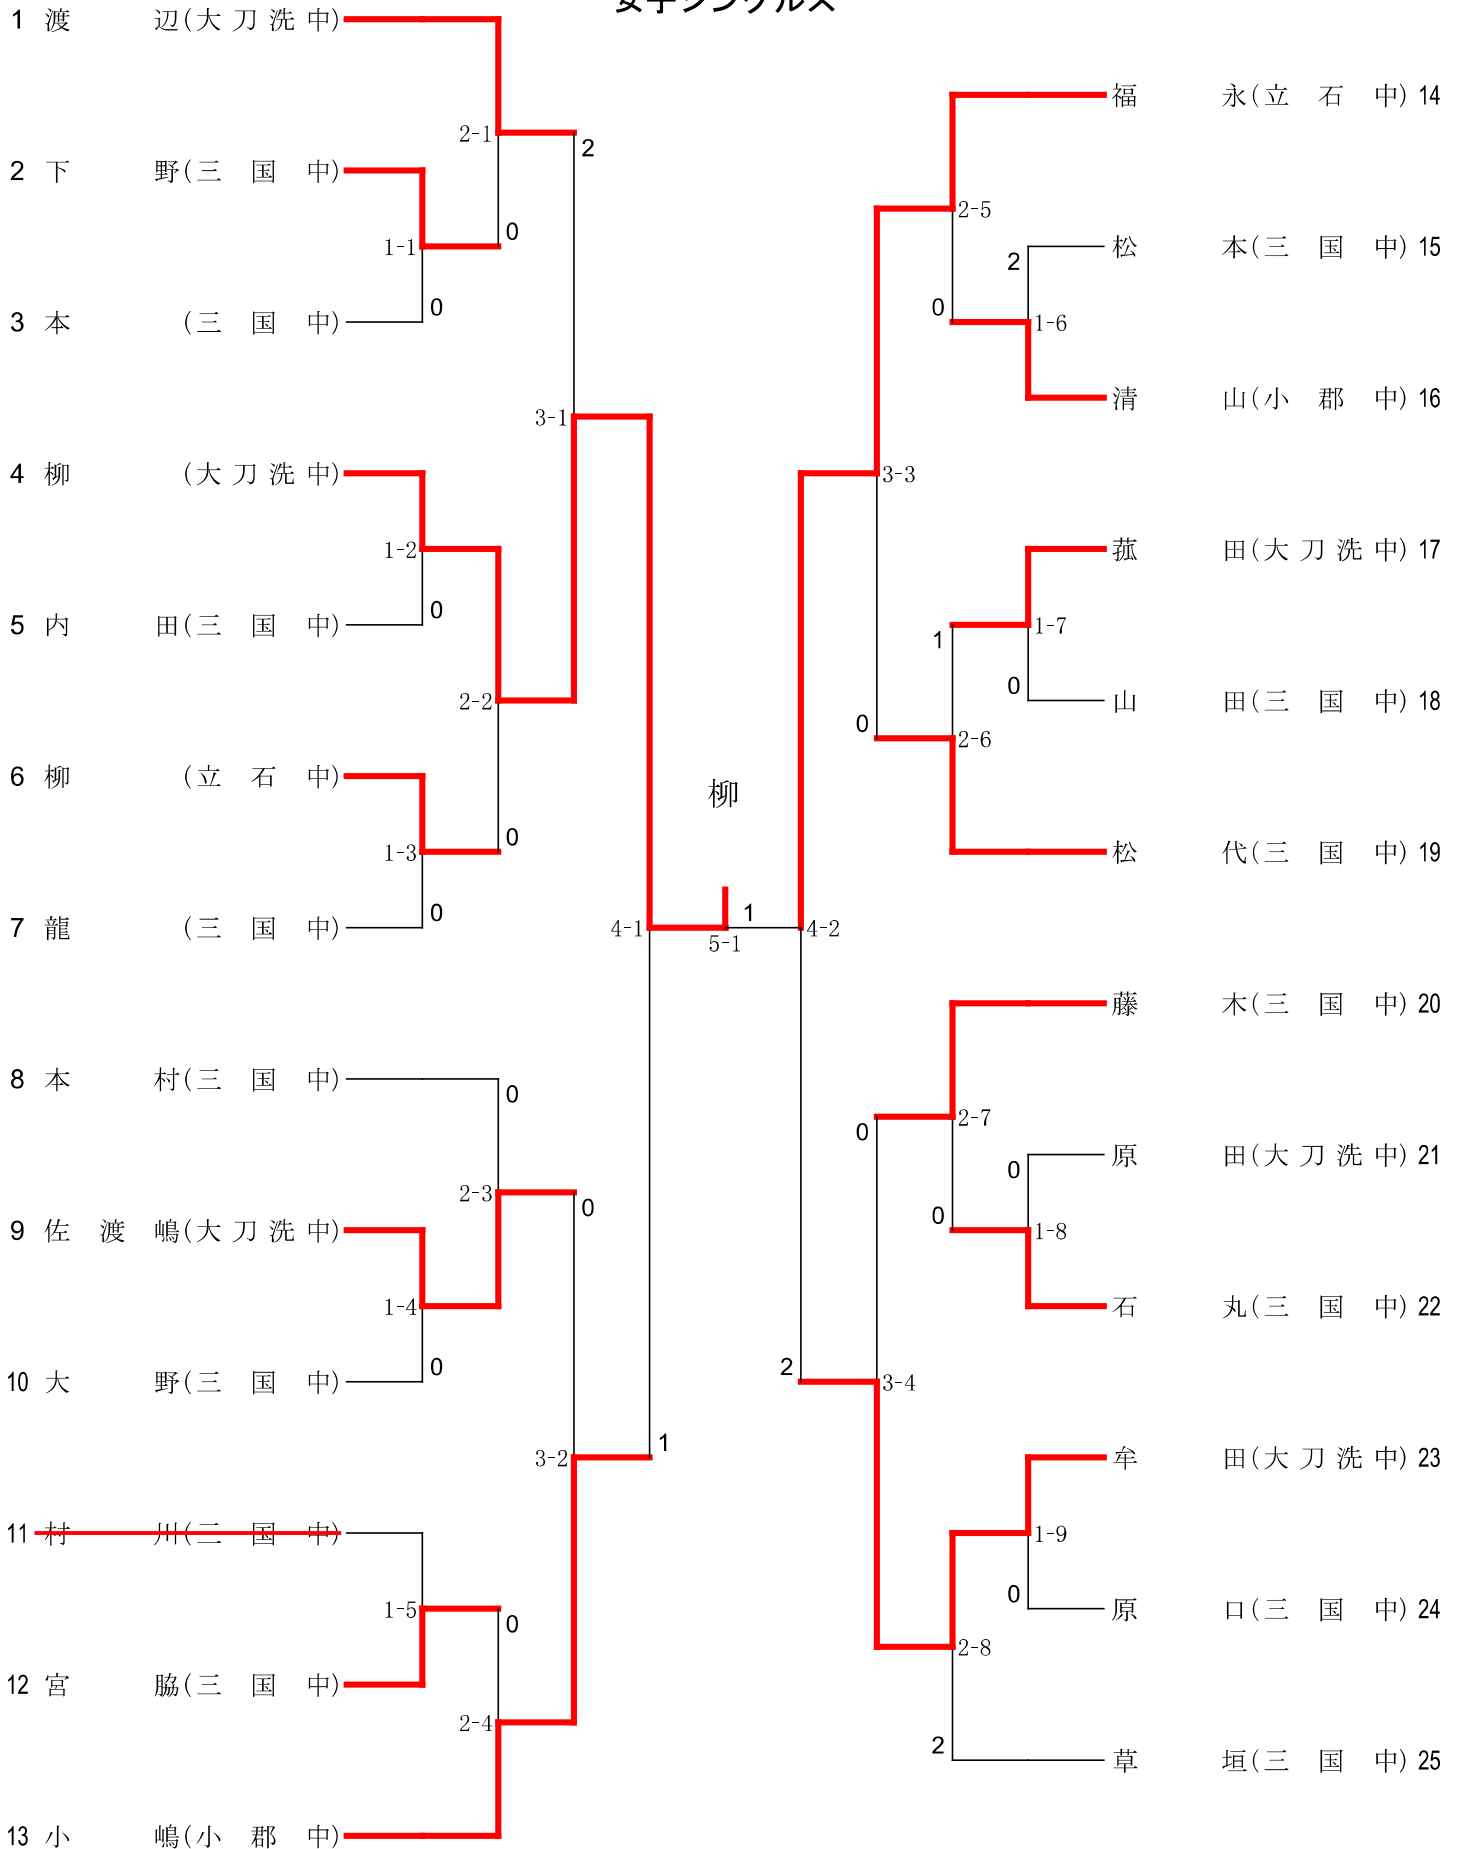 女子シングルス
1 渡 辺(大刀洗中)
2-1
2
2 下 野(三 国 中)
1-1
0
0
3 本 (三 国 中)
3-1
4 柳 (大刀洗中)
1-2
0
5 内 田(三 国 中)
2-2
6 柳 (立 石 中)
1-3
0
0
7 龍 (三 国 中)
4-1
8 本 村(三 国 中)
0
2-3
0
9 佐 渡 嶋(大刀洗中)
1-4
0
10 大 野(三 国 中)
3-2
1
11 村 川(三 国 中)
1-5
0
12 宮 脇(三 国 中)
2-4
13 小 嶋(小 郡 中)
柳
1
5-1
4-2
福 永(立 石 中) 14
2-5
松 本(三 国 中) 15
2
0
1-6
清 山(小 郡 中) 16
3-3
菰 田(大刀洗中) 17
1
1-7
0
山 田(三 国 中) 18
0
2-6
松 代(三 国 中) 19
藤 木(三 国 中) 20
0
2-7
原 田(大刀洗中) 21
0
0
1-8
石 丸(三 国 中) 22
2
3-4
牟 田(大刀洗中) 23
1-9
0
原 口(三 国 中) 24
2-8
2
草 垣(三 国 中) 25